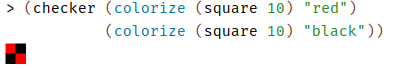 > (checker (colorize (square 10) "red")
(colorize (square 10) "black"))